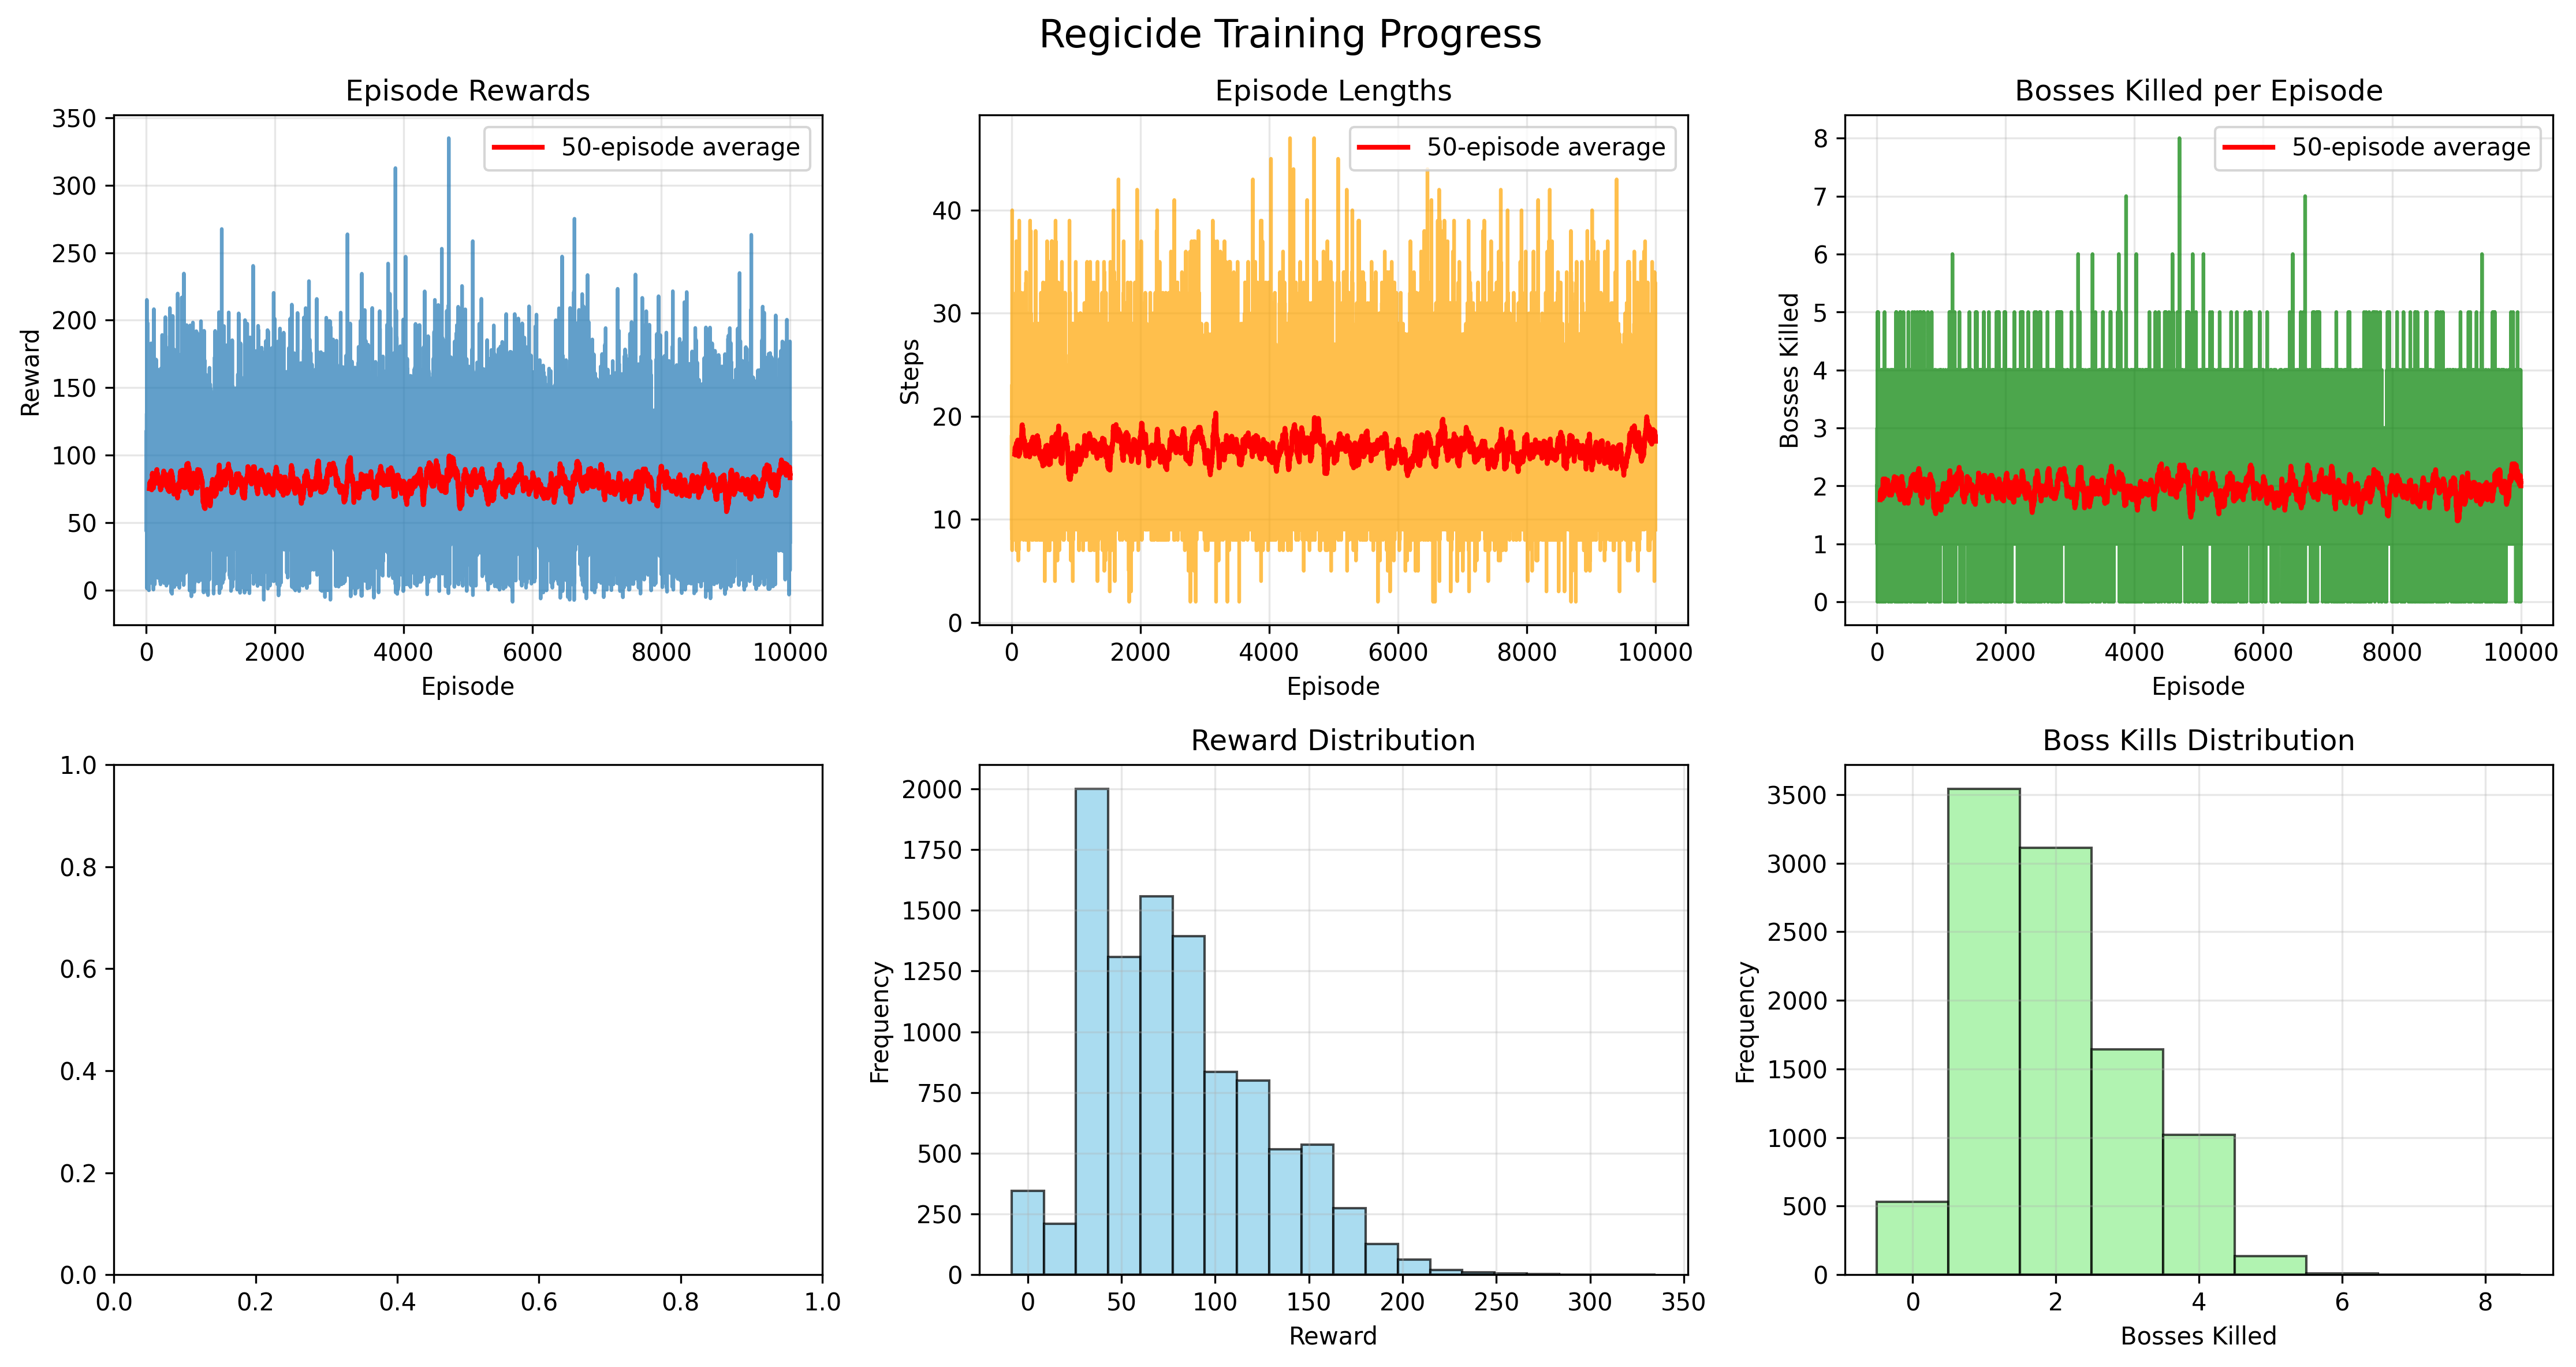 Regicide Training Progress
Episode Rewards
350
300
250
200
150
100
50
0
Reward
50-episode average
0 2000 4000 6000 8000 10000
Episode
Episode Lengths
40
30
20
10
0
Steps
50-episode average
0 2000 4000 6000 8000 10000
Episode
Bosses Killed per Episode
8
7
6
5
4
3
2
1
0
Bosses Killed
50-episode average
0 2000 4000 6000 8000 10000
Episode
1.0
0.8
0.6
0.4
0.2
0.0
0.0 0.2 0.4 0.6 0.8 1.0
Reward Distribution
2000
1750
1500
1250
1000
750
500
250
0
Frequency
0 50 100 150 200 250 300 350
Reward
Boss Kills Distribution
3500
3000
2500
2000
1500
1000
500
0
Frequency
0 2 4 6 8
Bosses Killed